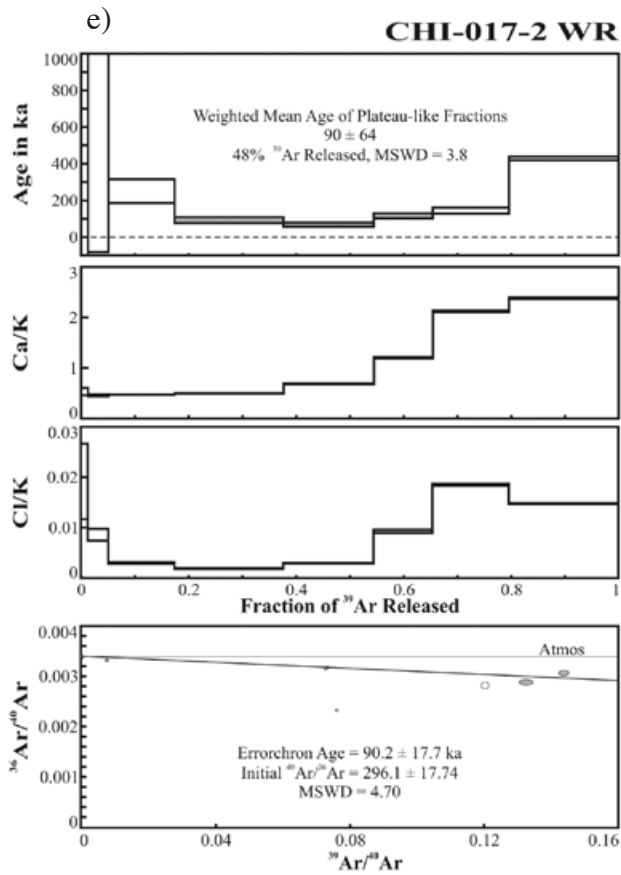 e)
CHI-017-2 WR
1000
800
600
400
200
0
Age in ka
Weighted Mean Age of Plateau-like Fractions
90 ± 64
48% ³⁹Ar Released, MSWD = 3.8
3
2
1
0
Ca/K
0.03
0.02
0.01
0
Cl/K
0 0.2 0.4 0.6 0.8 1
Fraction of ³⁹Ar Released
0.004
0.003
0.002
0.001
0
³⁶Ar/⁴⁰Ar
Atmos
Errorchron Age = 90.2 ± 17.7 ka
Initial ⁴⁰Ar/³⁶Ar = 296.1 ± 17.74
MSWD = 4.70
0 0.04 0.08 0.12 0.16
³⁹Ar/⁴⁰Ar